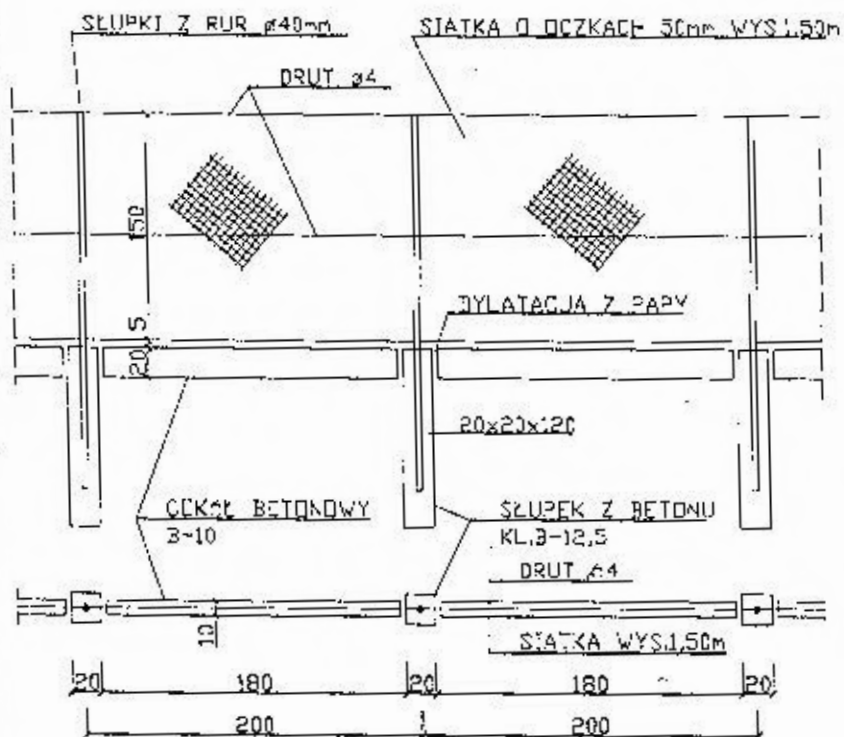 SŁUPKI Z RUR ø40mm
SIATKA O OCZKACH 50mm WYS.1,50m
DRUT ø4
150
5
20
DYLATACJA Z PAPY
20x20x120
COKÓŁ BETONOWY
B-10
SŁUPEK Z BETONU
KL.B-12,5
DRUT ø4
10
SIATKA WYS.1,50m
20 180 20 180 20
200 200